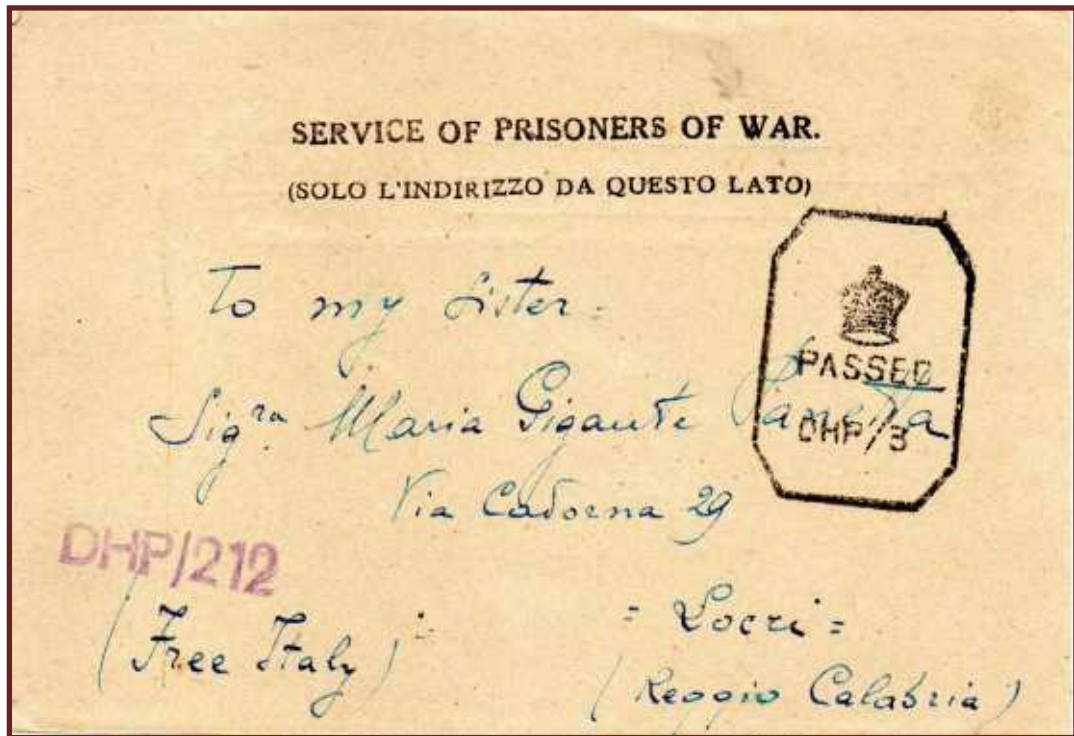 SERVICE OF PRISONERS OF WAR.
(SOLO L'INDIRIZZO DA QUESTO LATO)
To my sister:
Sig.ra Maria Gigante
PASSED
DHP/3
Via Cadorna 29
DHP/212
= Locri =
(Free Italy)
(Reggio Calabria)